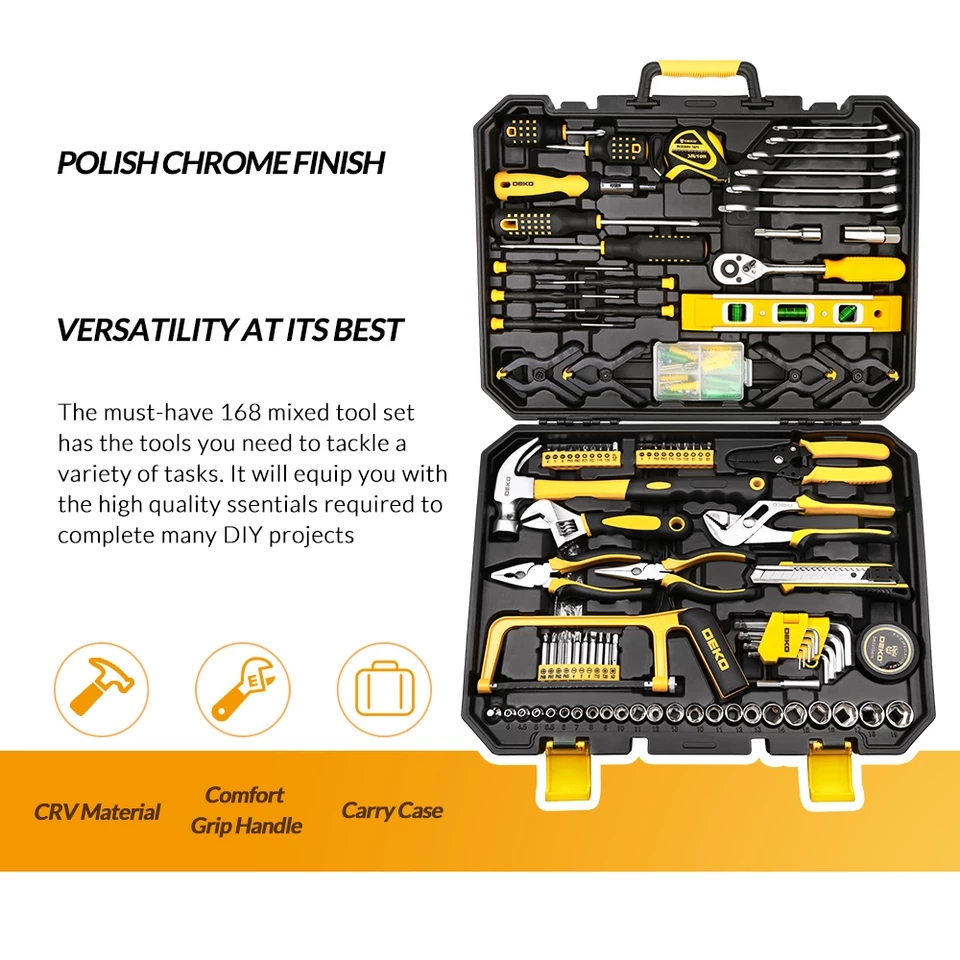 POLISH CHROME FINISH
VERSATILITY AT ITS BEST
The must-have 168 mixed tool set
has the tools you need to tackle a
variety of tasks. It will equip you with
the high quality ssentials required to
complete many DIY projects
CRV Material
Comfort
Grip Handle
Carry Case
DEKO
DEKO
DEKO
DEKO
DEKO